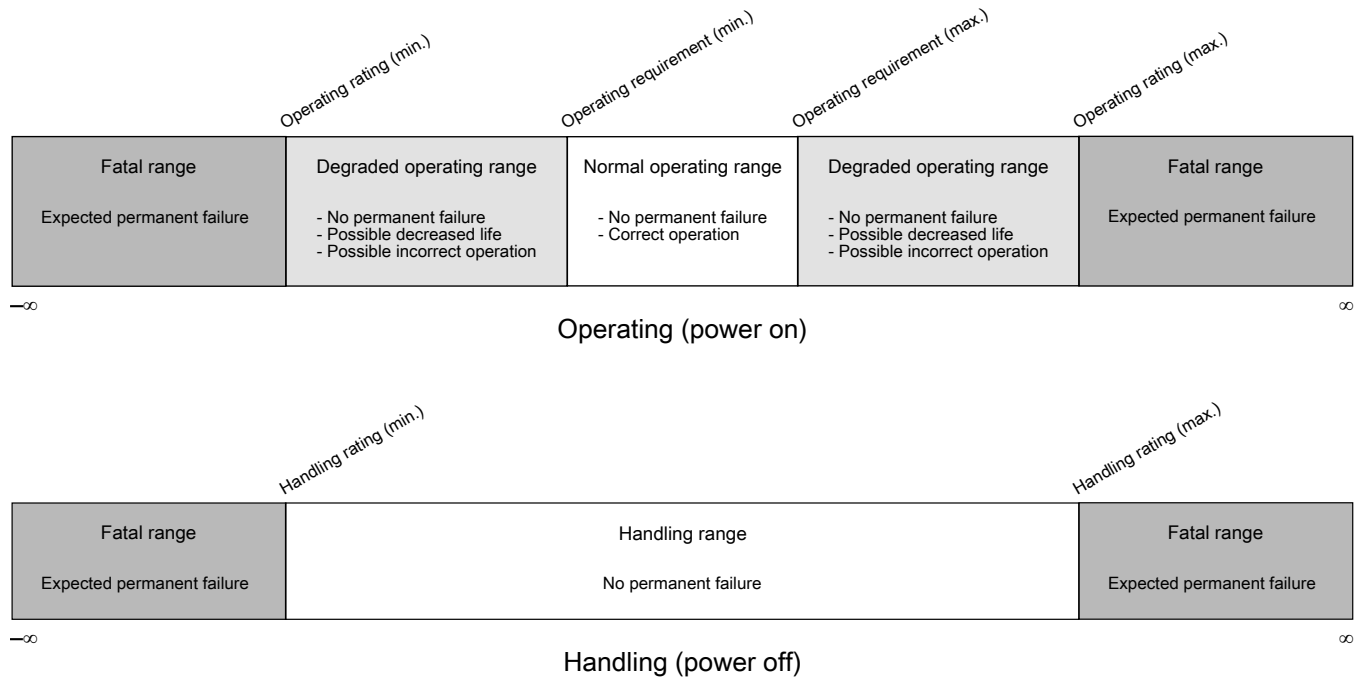 Operating rating (min.)
Operating requirement (min.)
Operating requirement (max.)
Operating rating (max.)
Fatal range
Expected permanent failure
Degraded operating range
- No permanent failure
- Possible decreased life
- Possible incorrect operation
Normal operating range
- No permanent failure
- Correct operation
Degraded operating range
- No permanent failure
- Possible decreased life
- Possible incorrect operation
Fatal range
Expected permanent failure
–∞
∞
Operating (power on)
Handling rating (min.)
Handling rating (max.)
Fatal range
Expected permanent failure
Handling range
No permanent failure
Fatal range
Expected permanent failure
–∞
∞
Handling (power off)